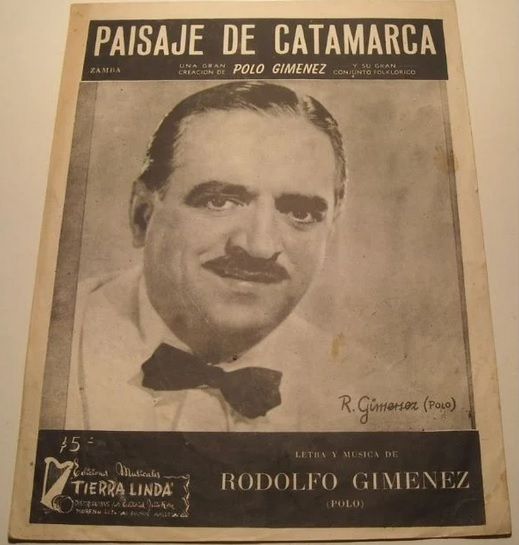 PAISAJE DE CATAMARCA
ZAMBA
UNA GRAN
CREACION DE
POLO GIMENEZ
Y SU GRAN
CONJUNTO FOLKLORICO
R. Gimenez (POLO)
15-
Ediciones Musicales
TIERRA LINDA
LETRA Y MUSICA DE
RODOLFO GIMENEZ
(POLO)